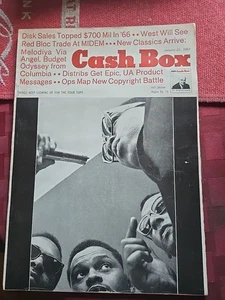 Disk Sales Topped $700 Mil In '66 • • • West Will See
Red Bloc Trade At MIDEM • • • New Classics Arrive:
Melodiya Via
Angel, Budget
Odyssey from
Columbia • • • Distribs Get Epic, UA Product
Messages • • • Ops Map New Copyright Battle
Cash Box